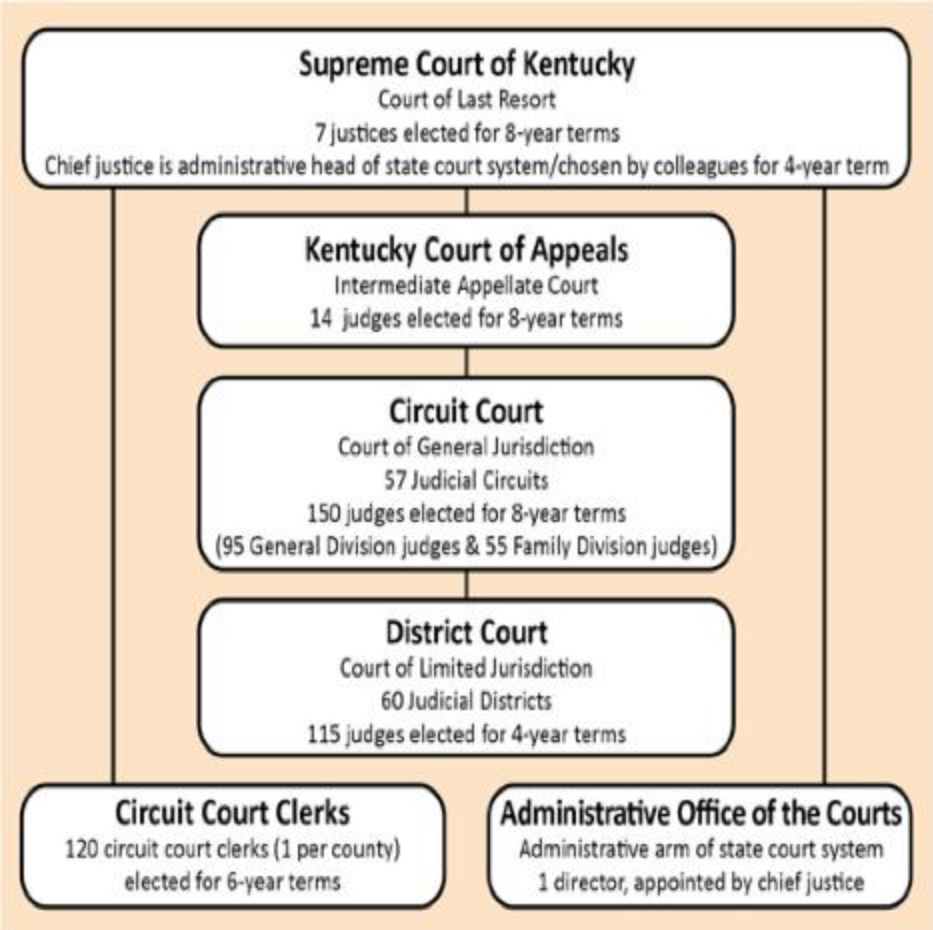 Supreme Court of Kentucky
Court of Last Resort
7 justices elected for 8-year terms
Chief justice is administrative head of state court system/chosen by colleagues for 4-year term
Kentucky Court of Appeals
Intermediate Appellate Court
14 judges elected for 8-year terms
Circuit Court
Court of General Jurisdiction
57 Judicial Circuits
150 judges elected for 8-year terms
(95 General Division judges & 55 Family Division judges)
District Court
Court of Limited Jurisdiction
60 Judicial Districts
115 judges elected for 4-year terms
Circuit Court Clerks
120 circuit court clerks (1 per county)
elected for 6-year terms
Administrative Office of the Courts
Administrative arm of state court system
1 director, appointed by chief justice